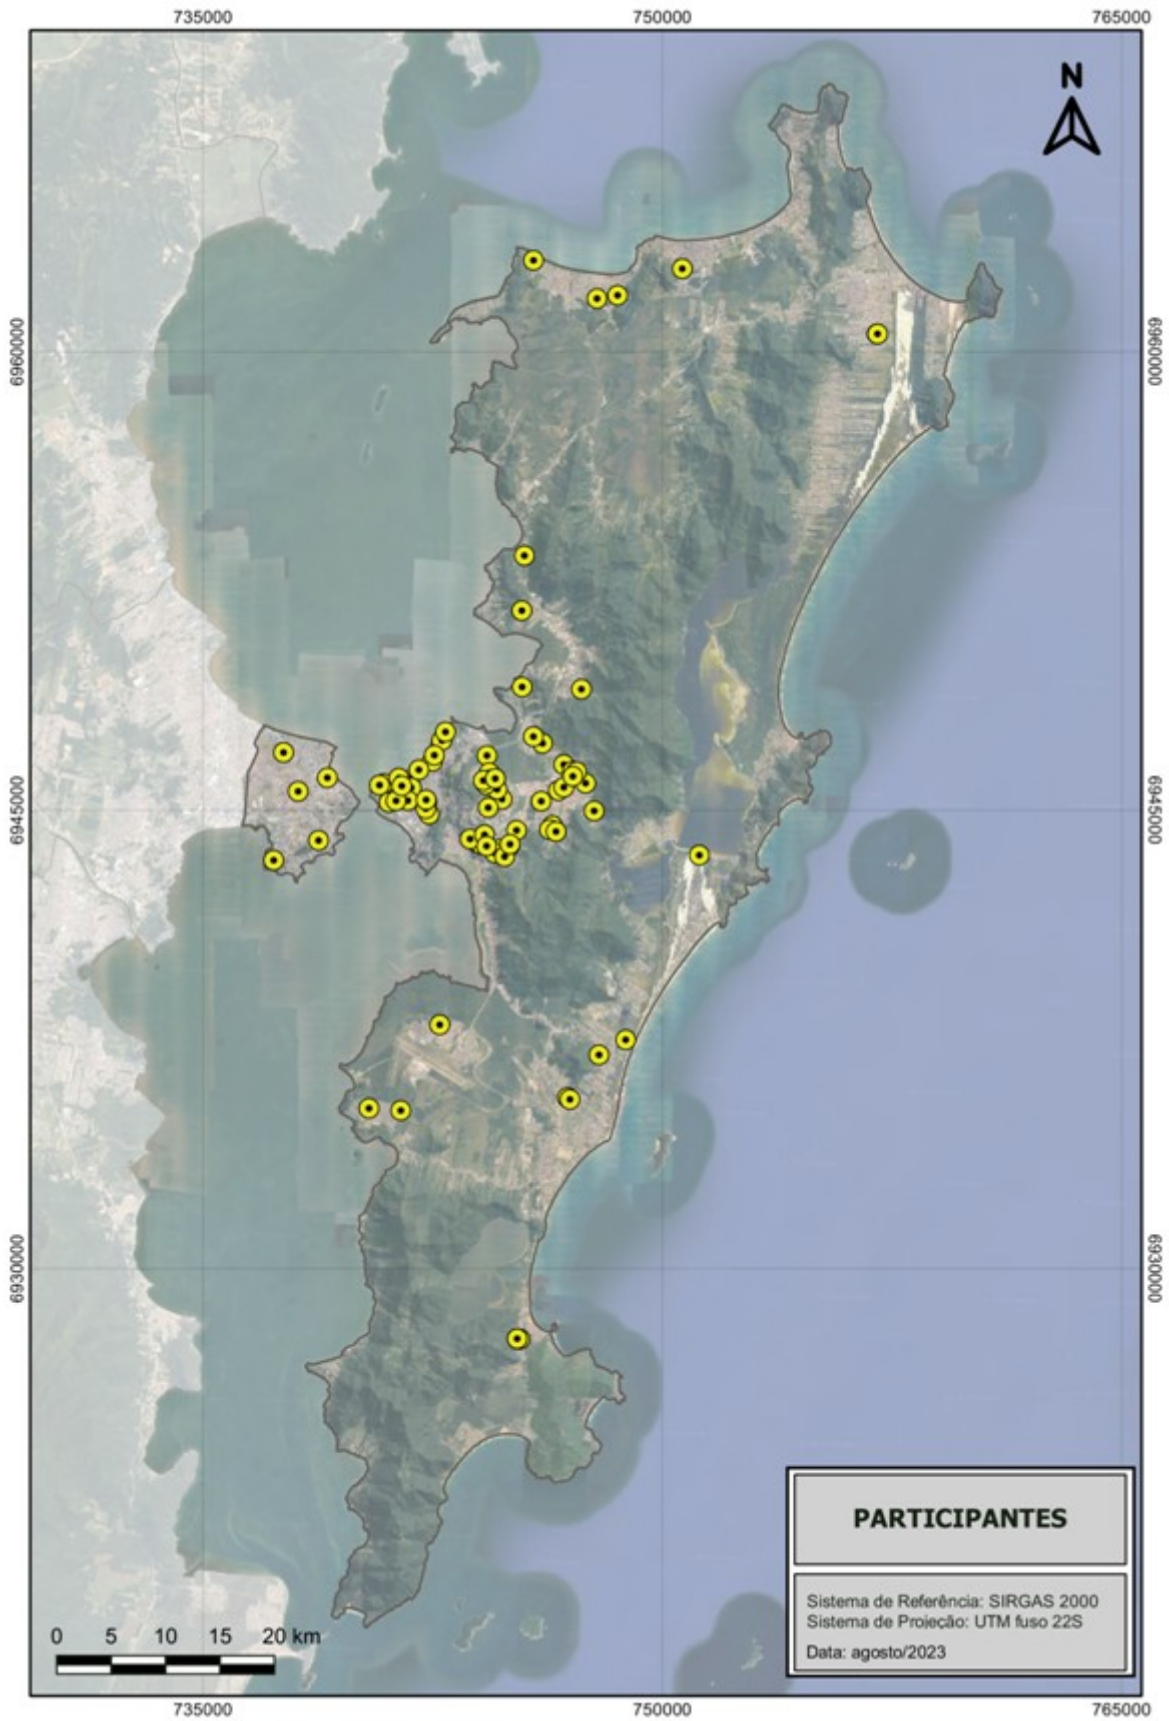 735000 750000 765000
N
6960000 6960000
6945000 6945000
6930000 6930000
PARTICIPANTES
Sistema de Referência: SIRGAS 2000
Sistema de Projeção: UTM fuso 22S
Data: agosto/2023
0 5 10 15 20 km
735000 750000 765000